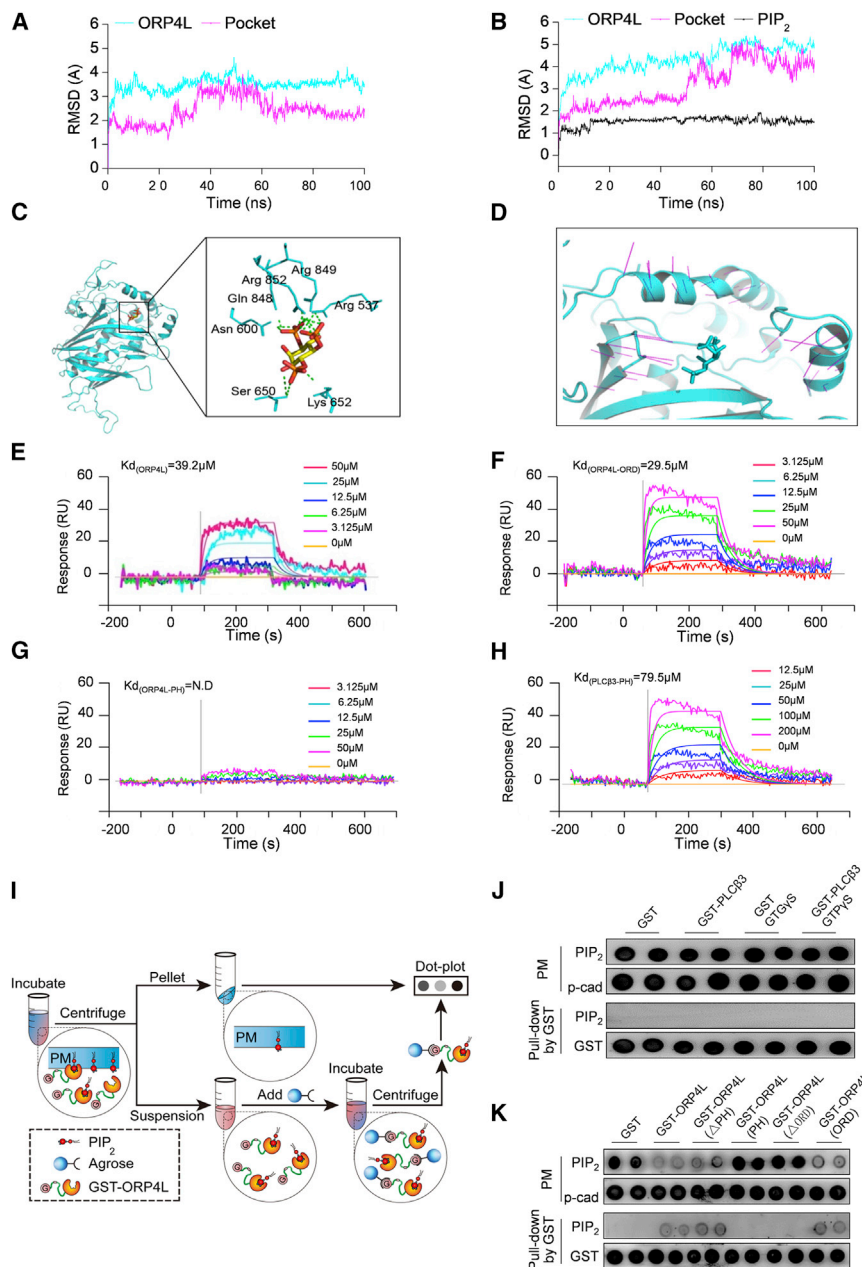 A
ORP4L Pocket
RMSD (A)
6
5
4
3
2
1
0
0 2 0 40 60 80 100
Time (ns)
B
ORP4L Pocket PIP2
RMSD (A)
6
5
4
3
2
1
0
0 2 0 40 60 80 100
Time (ns)
C
Arg 849
Arg 852
Gln 848
Arg 537
Asn 600
Ser 650
Lys 652
D
E
Kd(ORP4L)=39.2µM
50µM
25µM
12.5µM
6.25µM
3.125µM
0µM
Response (RU)
60
40
20
0
-200 0 200 400 600
Time (s)
F
Kd(ORP4L-ORD)=29.5µM
3.125µM
6.25µM
12.5µM
25µM
50µM
0µM
Response (RU)
60
40
20
0
-200 0 200 400 600
Time (s)
G
Kd(ORP4L-PH)=N.D
3.125µM
6.25µM
12.5µM
25µM
50µM
0µM
Response (RU)
60
40
20
0
-200 0 200 400 600
Time (s)
H
Kd(PLCβ3-PH)=79.5µM
12.5µM
25µM
50µM
100µM
200µM
0µM
Response (RU)
60
40
20
0
-200 0 200 400 600
Time (s)
I
Incubate
Centrifuge
Pellet
Dot-plot
PM
PM
Suspension
Add
Incubate
Centrifuge
PIP2
Agrose
GST-ORP4L
J
GST
GST-PLCβ3
GST
GTGγS
GST-PLCβ3
GTPγS
PM
PIP2
p-cad
Pull-down
by GST
PIP2
GST
K
GST
GST-ORP4L
GST-ORP4L
(△PH)
GST-ORP4L
(PH)
GST-ORP4L
(△ORD)
GST-ORP4L
(ORD)
PM
PIP2
p-cad
Pull-down
by GST
PIP2
GST